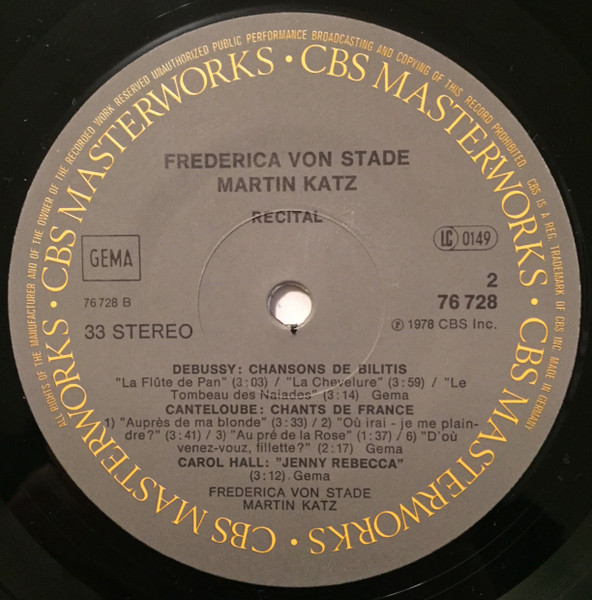 ALL RIGHTS OF THE MANUFACTURER AND OF THE OWNER OF THE RECORDED WORK RESERVED UNAUTHORIZED PUBLIC PERFORMANCE BROADCASTING AND COPYING OF THIS RECORD PROHIBITED. CBS IS A REG. TRADEMARK OF CBS INC MADE IN GERMANY
CBS MASTERWORKS · CBS MASTERWORKS · CBS MASTERWORKS · CBS MASTERWORKS · CBS MASTERWORKS ·
FREDERICA VON STADE
MARTIN KATZ
RECITAL
GEMA
LC 0149
76 728 B
2
76 728
33 STEREO
℗ 1978 CBS Inc.
DEBUSSY: CHANSONS DE BILITIS
"La Flûte de Pan" (3:03) / "La Chevelure" (3:59) / "Le
Tombeau des Naiades" (3:14) Gema
CANTELOUBE: CHANTS DE FRANCE
1) "Auprès de ma blonde" (3:33) / 2) "Où irai - je me plain-
dre?" (3:41) / 3) "Au pré de la Rose" (1:37) / 6) "D'où
venez-vouz, fillette?" (2:17) Gema
CAROL HALL: "JENNY REBECCA"
(3:12) Gema
FREDERICA VON STADE
MARTIN KATZ